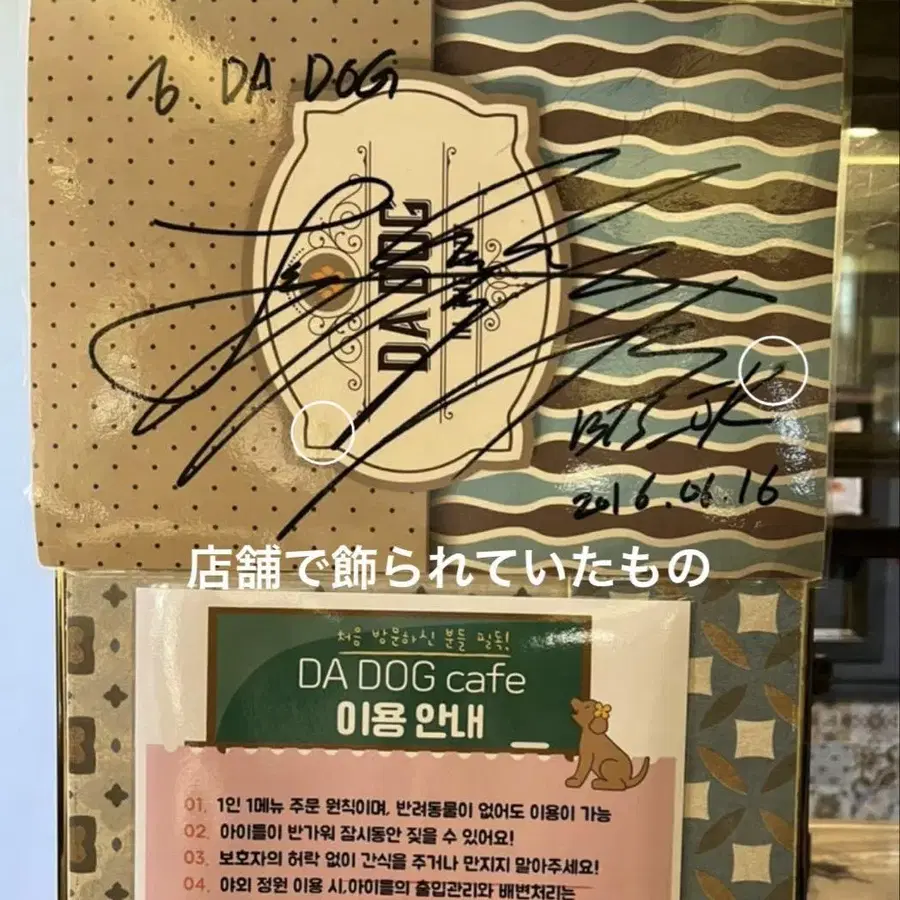 to DA DOG
DA DOG
BTS JK
2016.06.16
店舗で飾られていたもの
처음 방문하신 분들 필독!
DA DOG cafe
이용 안내
01. 1인 1메뉴 주문 원칙이며, 반려동물이 없어도 이용이 가능
02. 아이들이 반가워 잠시동안 짖을 수 있어요!
03. 보호자의 허락 없이 간식을 주거나 만지지 말아주세요!
04. 야외 정원 이용 시,아이들의 출입관리와 배변처리는